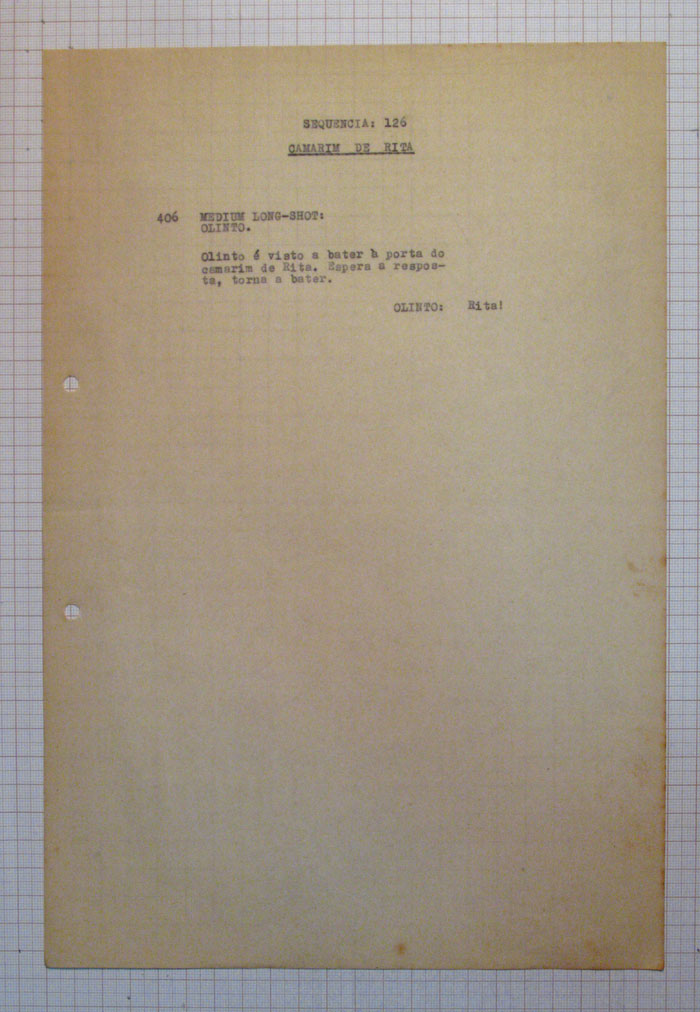 SEQUENCIA: 126
CAMARIM DE RITA
406 MEDIUM LONG-SHOT:
OLINTO.
Olinto é visto a bater à porta do
camarim de Rita. Espera a respos-
ta, torna a bater.
OLINTO: Rita!